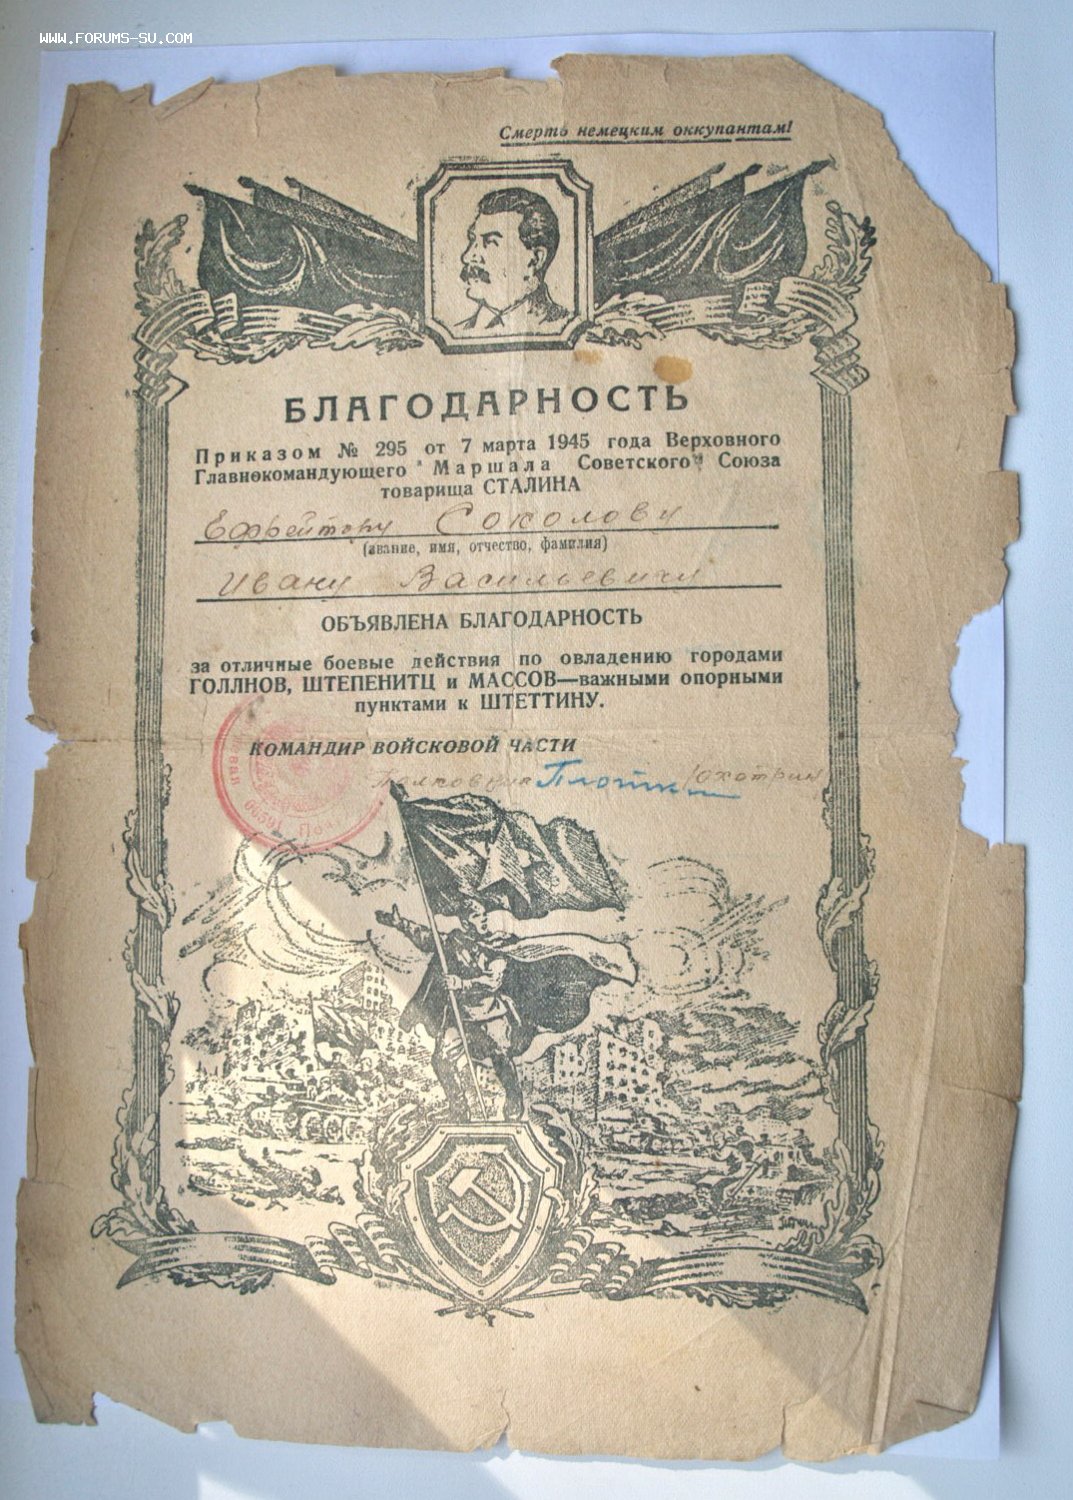 WWW.FORUMS-SU.COM
Смерть немецким оккупантам!
БЛАГОДАРНОСТЬ
Приказом № 295 от 7 марта 1945 года Верховного
Главнокомандующего Маршала Советского Союза
товарища СТАЛИНА
Ефрейтору Соколову
(звание, имя, отчество, фамилия)
Ивану Васильевичу
ОБЪЯВЛЕНА БЛАГОДАРНОСТЬ
за отличные боевые действия по овладению городами
ГОЛЛНОВ, ШТЕПЕНИТЦ и МАССОВ—важными опорными
пунктами к ШТЕТТИНУ.
КОМАНДИР ВОЙСКОВОЙ ЧАСТИ
Полковник